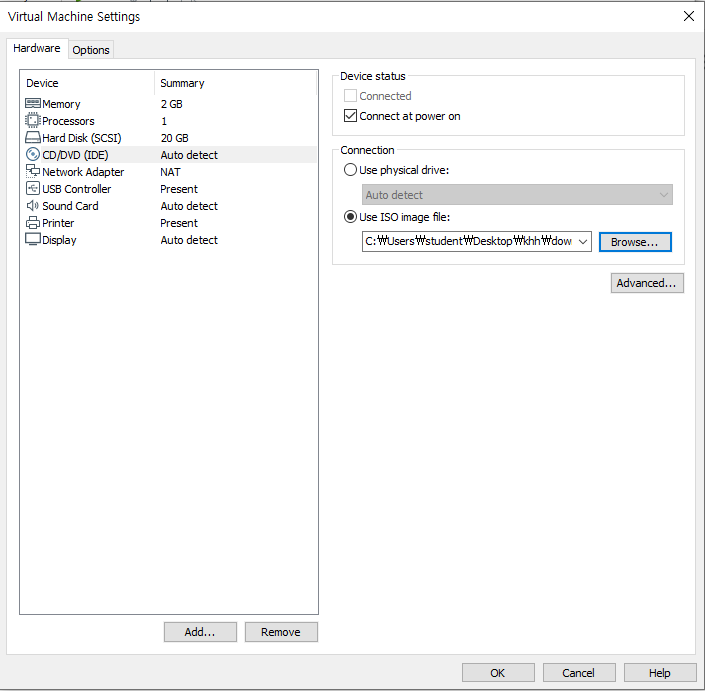 Virtual Machine Settings
Hardware Options
Device Summary
Memory 2 GB
Processors 1
Hard Disk (SCSI) 20 GB
CD/DVD (IDE) Auto detect
Network Adapter NAT
USB Controller Present
Sound Card Auto detect
Printer Present
Display Auto detect
Add... Remove
Device status
Connected
Connect at power on
Connection
Use physical drive:
Auto detect
Use ISO image file:
C:₩Users₩student₩Desktop₩khh₩dow Browse...
Advanced...
OK Cancel Help